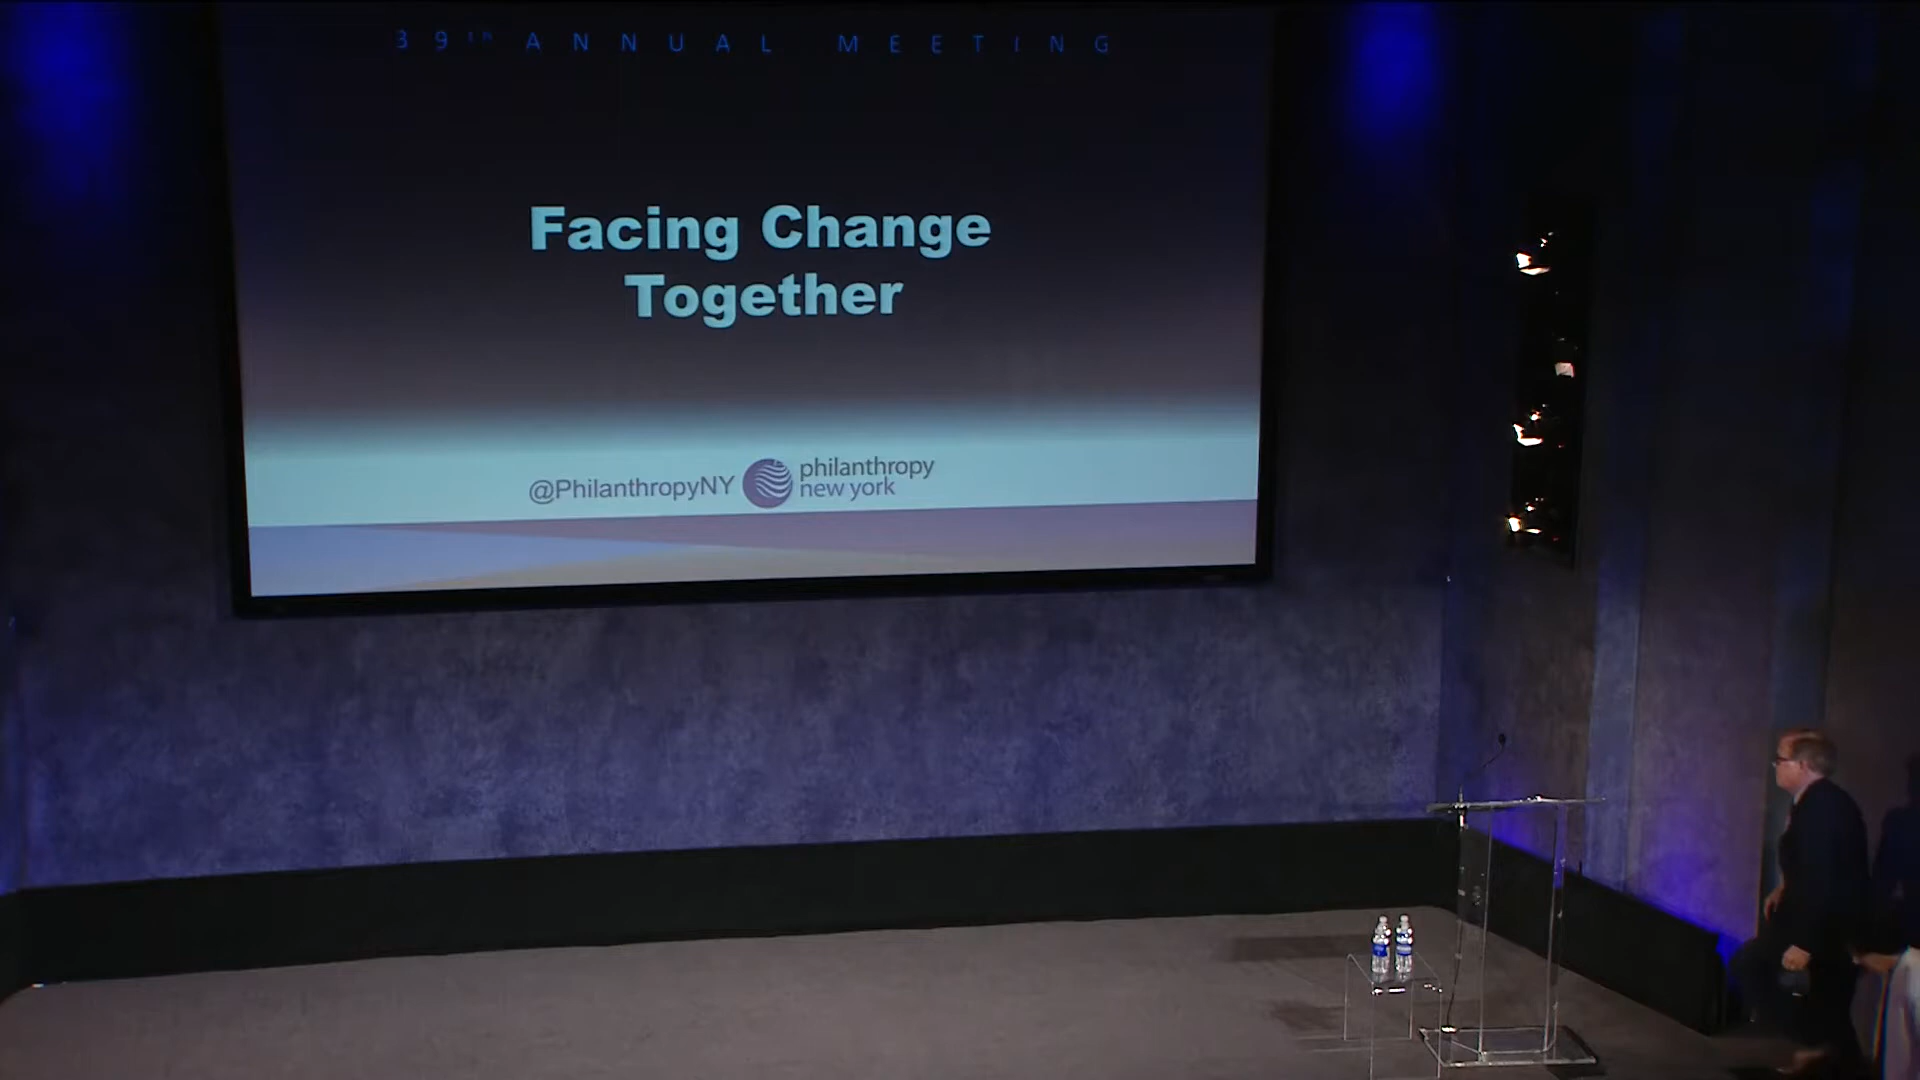 39TH ANNUAL MEETING
Facing Change
Together
@PhilanthropyNY
philanthropy
new york